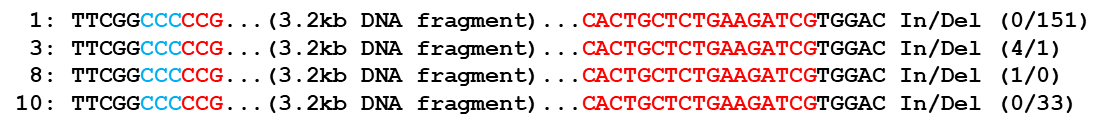 1: TTCGGCCCCCG...(3.2kb DNA fragment)...CACTGCTCTGAAGATCGTGGAC In/Del (0/151)
3: TTCGGCCCCCG...(3.2kb DNA fragment)...CACTGCTCTGAAGATCGTGGAC In/Del (4/1)
8: TTCGGCCCCCG...(3.2kb DNA fragment)...CACTGCTCTGAAGATCGTGGAC In/Del (1/0)
10: TTCGGCCCCCG...(3.2kb DNA fragment)...CACTGCTCTGAAGATCGTGGAC In/Del (0/33)